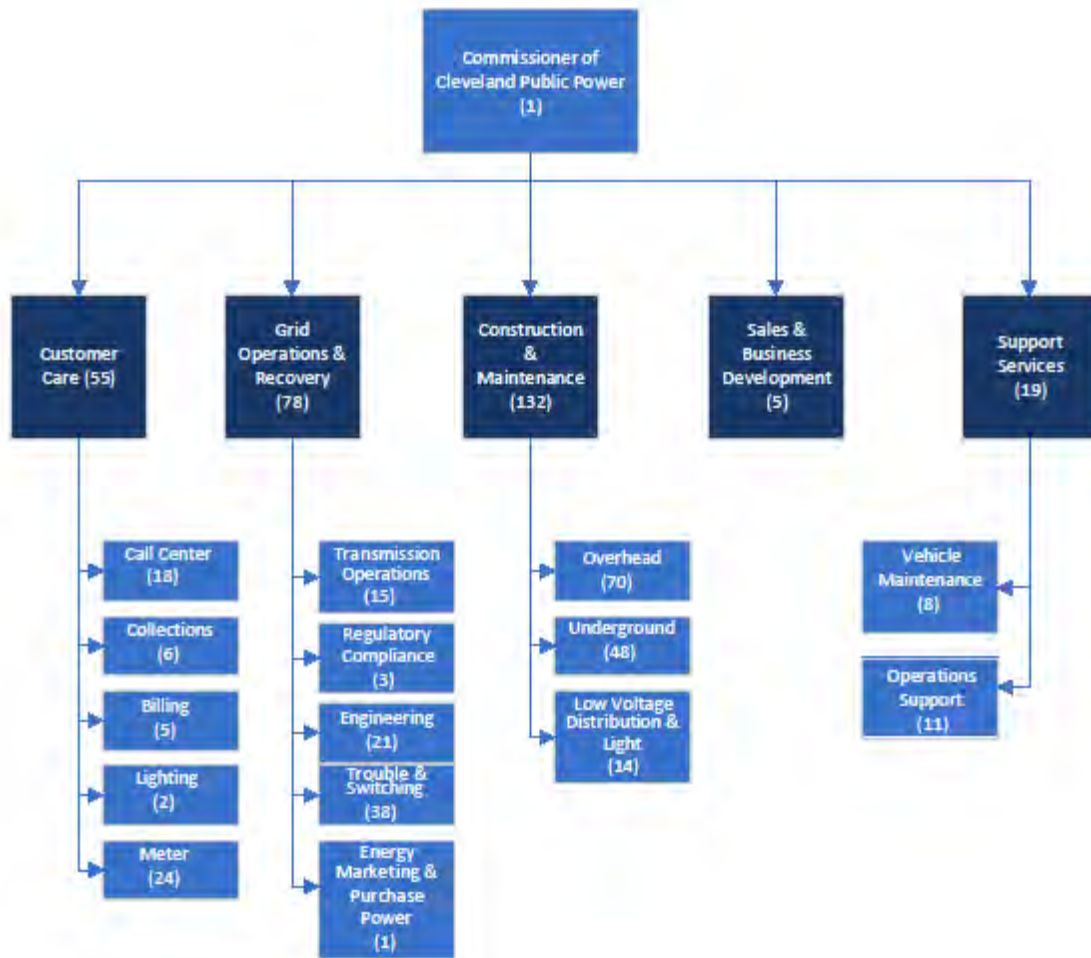 Commissioner of
Cleveland Public Power
(1)
Customer
Care (55)
Grid
Operations &
Recovery
(78)
Construction
&
Maintenance
(132)
Sales &
Business
Development
(5)
Support
Services
(19)
Call Center
(18)
Collections
(6)
Billing
(5)
Lighting
(2)
Meter
(24)
Transmission
Operations
(15)
Regulatory
Compliance
(3)
Engineering
(21)
Trouble &
Switching
(38)
Energy
Marketing &
Purchase
Power
(1)
Overhead
(70)
Underground
(48)
Low Voltage
Distribution &
Light
(14)
Vehicle
Maintenance
(8)
Operations
Support
(11)